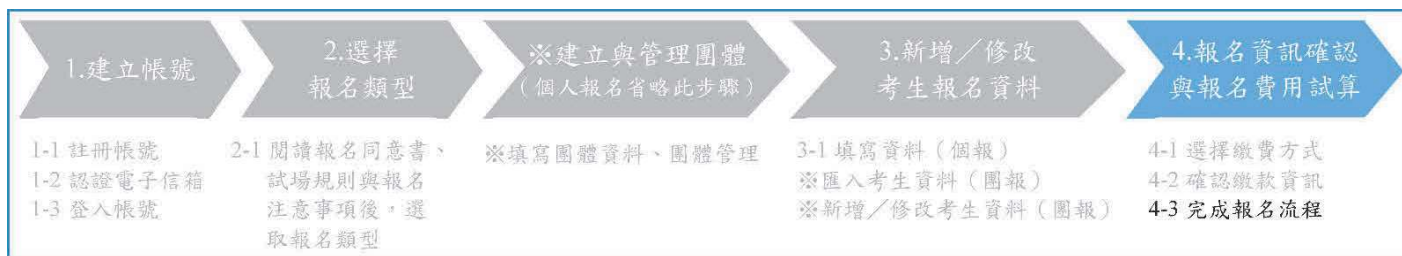 1.建立帳號
2.選擇
報名類型
※建立與管理團體
（個人報名省略此步驟）
3.新增／修改
考生報名資料
4.報名資訊確認
與報名費用試算
1-1 註冊帳號
1-2 認證電子信箱
1-3 登入帳號
2-1 閱讀報名同意書、
試場規則與報名
注意事項後，選
取報名類型
※填寫團體資料、團體管理
3-1 填寫資料（個報）
※匯入考生資料（團報）
※新增／修改考生資料（團報）
4-1 選擇繳費方式
4-2 確認繳款資訊
4-3 完成報名流程